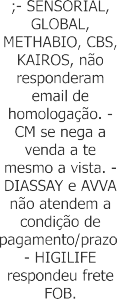 ;- SENSORIAL,
GLOBAL,
METHABIO, CBS,
KAIROS, não
responderam
email de
homologação. -
CM se nega a
venda a te
mesmo a vista. -
DIASSAY e AVVA
não atendem a
condição de
pagamento/prazo
- HIGILIFE
respondeu frete
FOB.